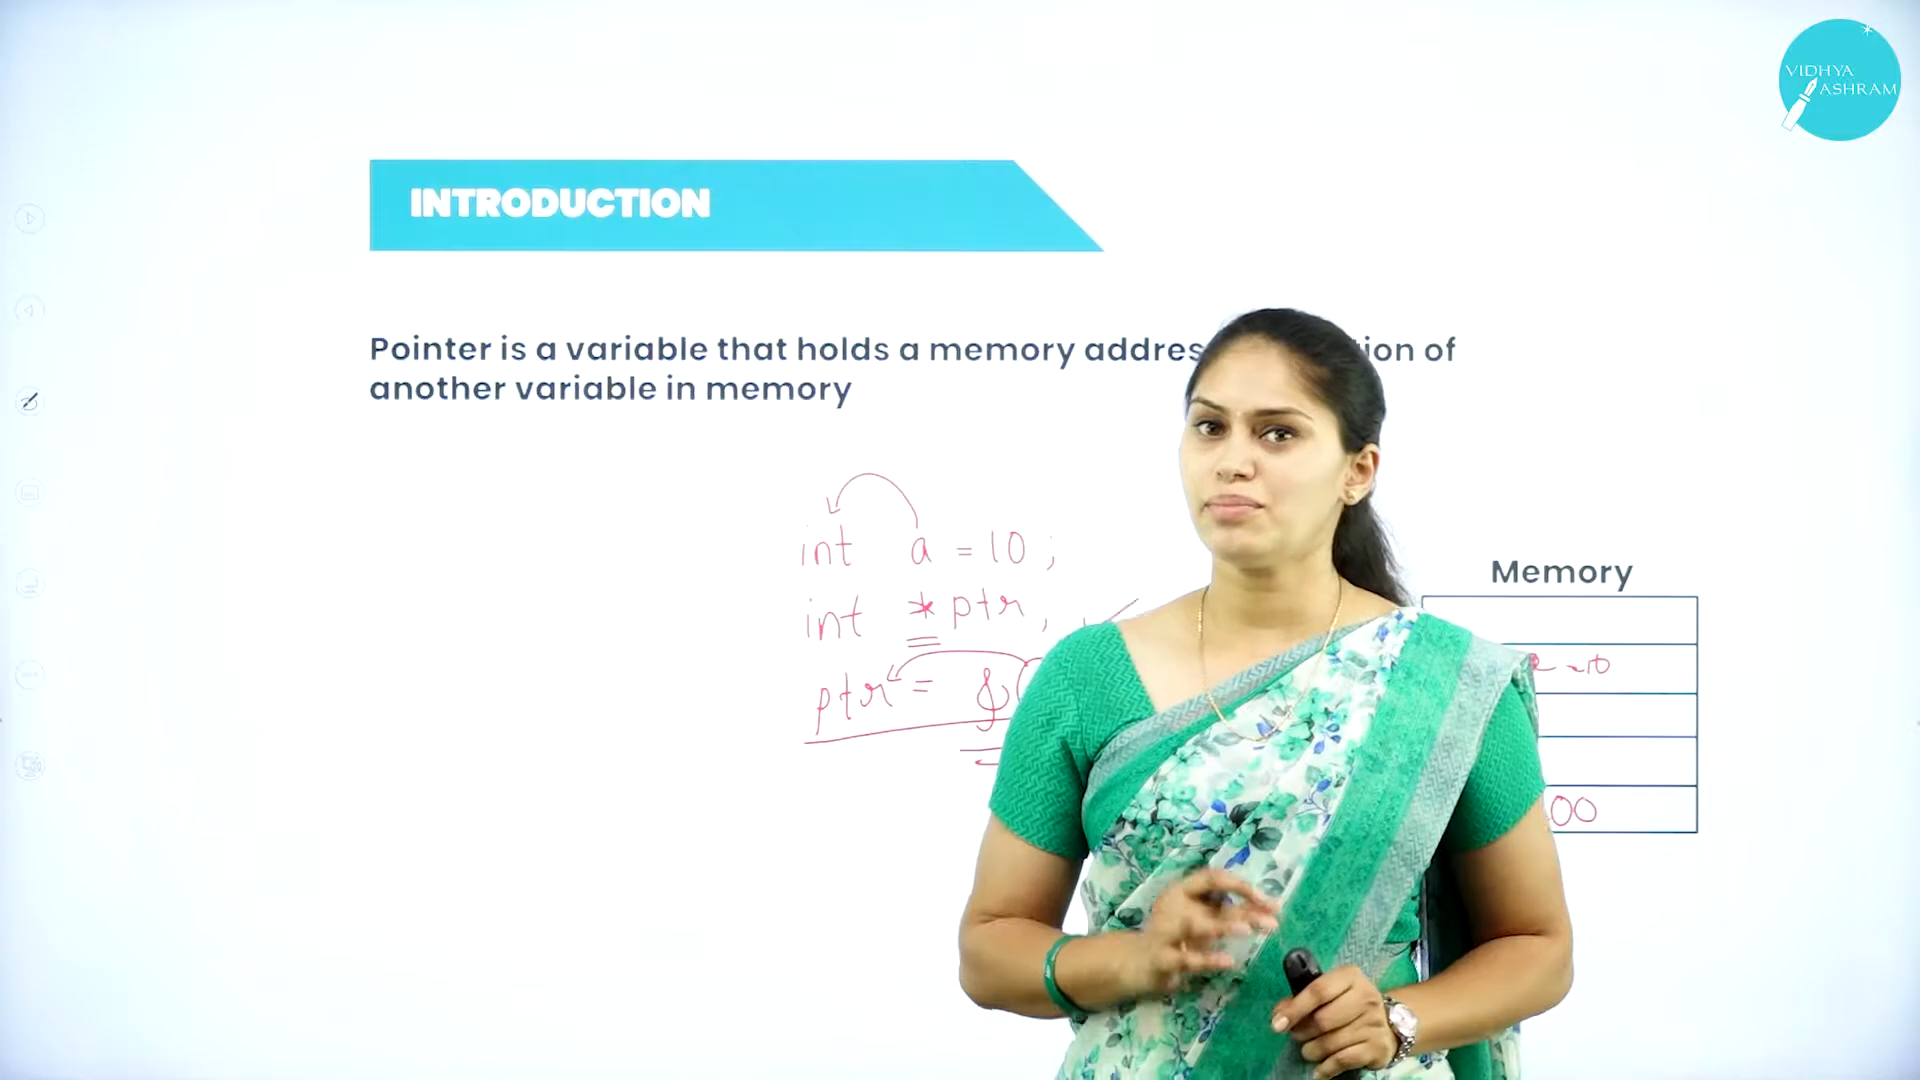 VIDHYA
ASHRAM
INTRODUCTION
Pointer is a variable that holds a memory addres ion of
another variable in memory
int a = 10 ;
int * ptr ,
ptr = &
Memory
00